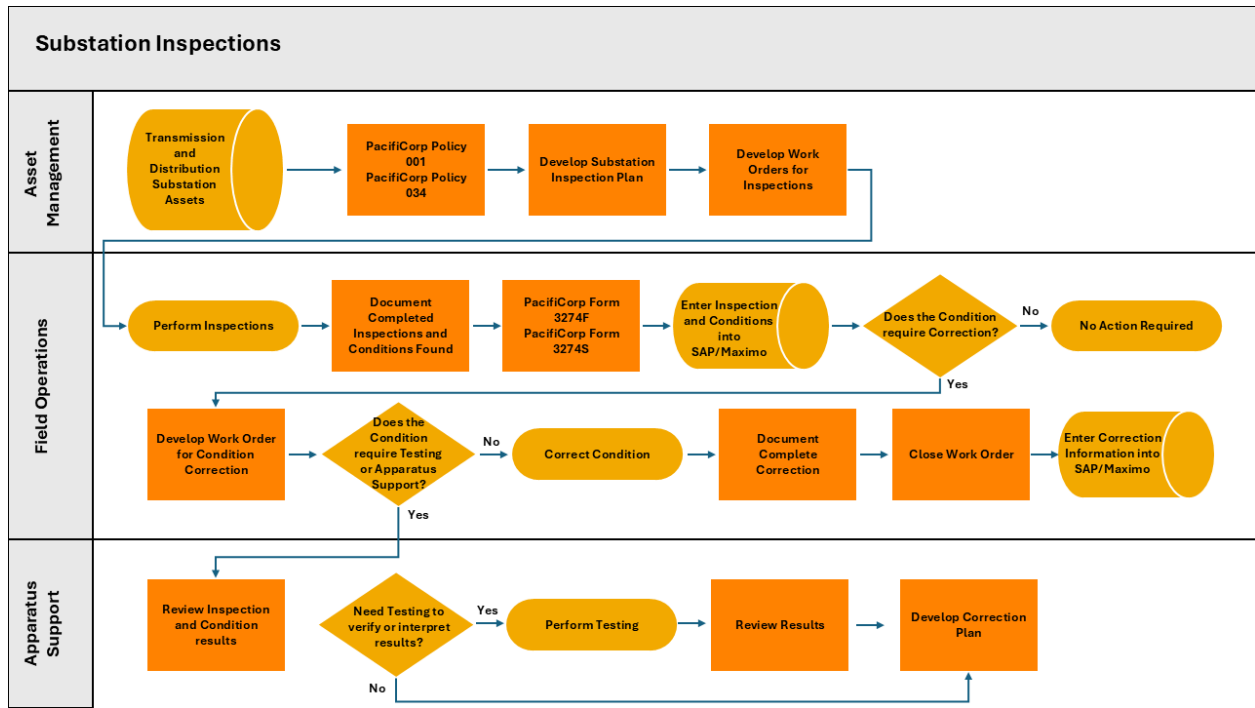 Substation Inspections
Asset
Management
Transmission
and
Distribution
Substation
Assets
PacifiCorp Policy
001
PacifiCorp Policy
034
Develop Substation
Inspection Plan
Develop Work
Orders for
Inspections
Field Operations
Perform Inspections
Document
Completed
Inspections and
Conditions Found
PacifiCorp Form
3274F
PacifiCorp Form
3274S
Enter Inspection
and Conditions
into
SAP/Maximo
Does the Condition
require Correction?
No
No Action Required
Yes
Develop Work Order
for Condition
Correction
Does the
Condition
require Testing
or Apparatus
Support?
No
Correct Condition
Document
Complete
Correction
Close Work Order
Enter Correction
Information into
SAP/Maximo
Yes
Apparatus
Support
Review Inspection
and Condition
results
Need Testing to
verify or interpret
results?
Yes
Perform Testing
Review Results
Develop Correction
Plan
No